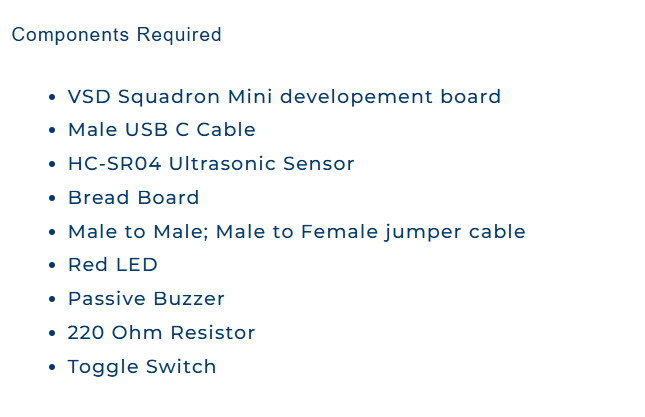 Components Required
• VSD Squadron Mini developement board
• Male USB C Cable
• HC-SR04 Ultrasonic Sensor
• Bread Board
• Male to Male; Male to Female jumper cable
• Red LED
• Passive Buzzer
• 220 Ohm Resistor
• Toggle Switch